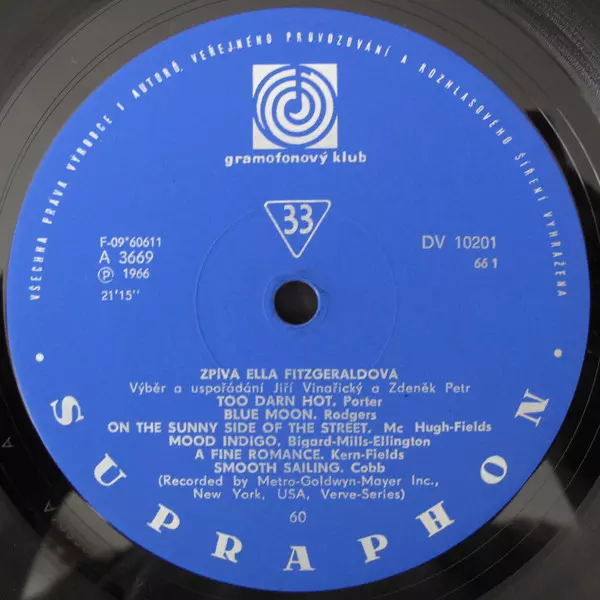 VŠECHNA PRÁVA VÝROBCE I AUTORŮ, VEŘEJNÉHO PROVOZOVÁNÍ A ROZHLASOVÉHO ŠÍŘENÍ VYHRAŽENA
gramofonový klub
33
F-09*60611
A 3669
Ⓟ 1966
21'15"
DV 10201
66 1
ZPÍVA ELLA FITZGERALDOVA
Výběr a uspořádání Jiří Vinařický a Zdeněk Petr
TOO DARN HOT. Porter
BLUE MOON. Rodgers
ON THE SUNNY SIDE OF THE STREET. Mc Hugh-Fields
MOOD INDIGO, Bigard-Mills-Ellington
A FINE ROMANCE. Kern-Fields
SMOOTH SAILING. Cobb
(Recorded by Metro-Goldwyn-Mayer Inc.,
New York, USA, Verve-Series)
60
• SUPRAPHON •